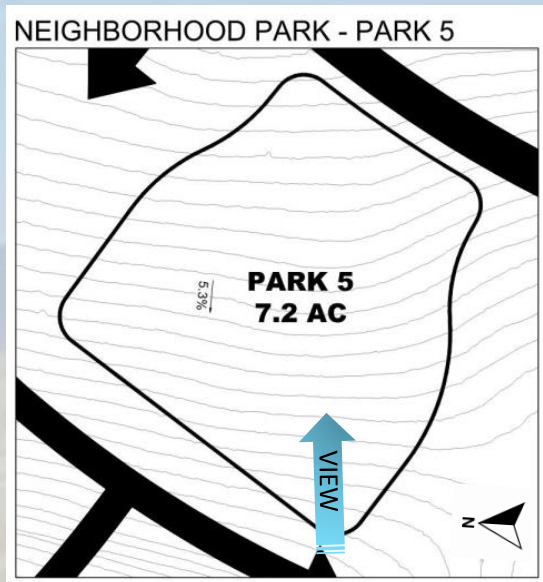 NEIGHBORHOOD PARK - PARK 5
PARK 5
7.2 AC
5.3%
VIEW
N